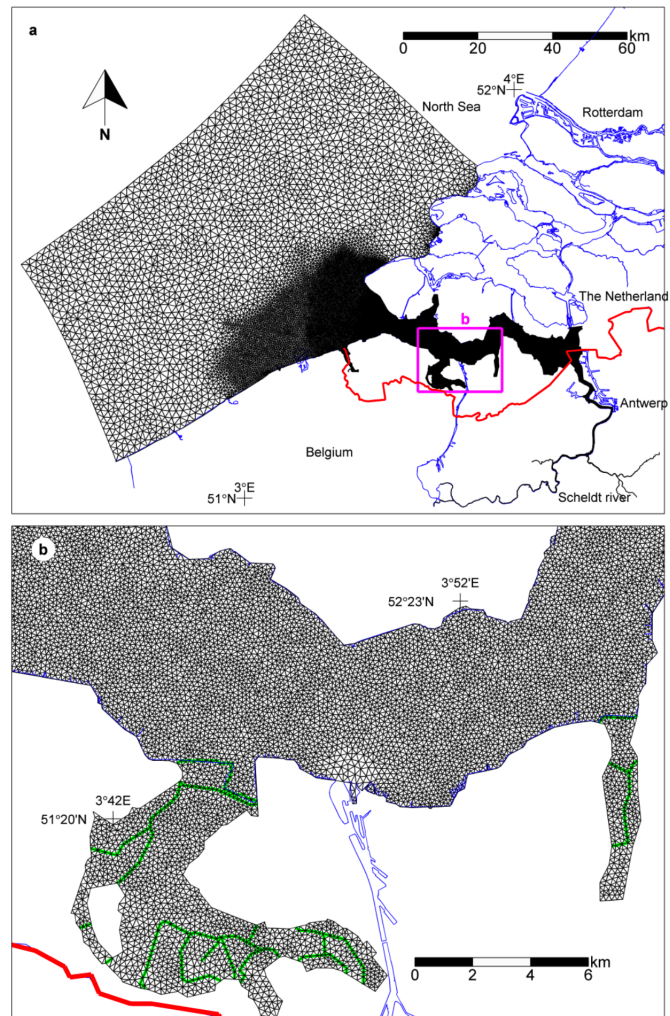 a
0 20 40 60
km
4°E
52°N
North Sea
Rotterdam
N
The Netherland
b
Antwerp
Belgium
3°E
51°N
Scheldt river
b
3°52'E
52°23'N
3°42'E
51°20'N
0 2 4 6
km